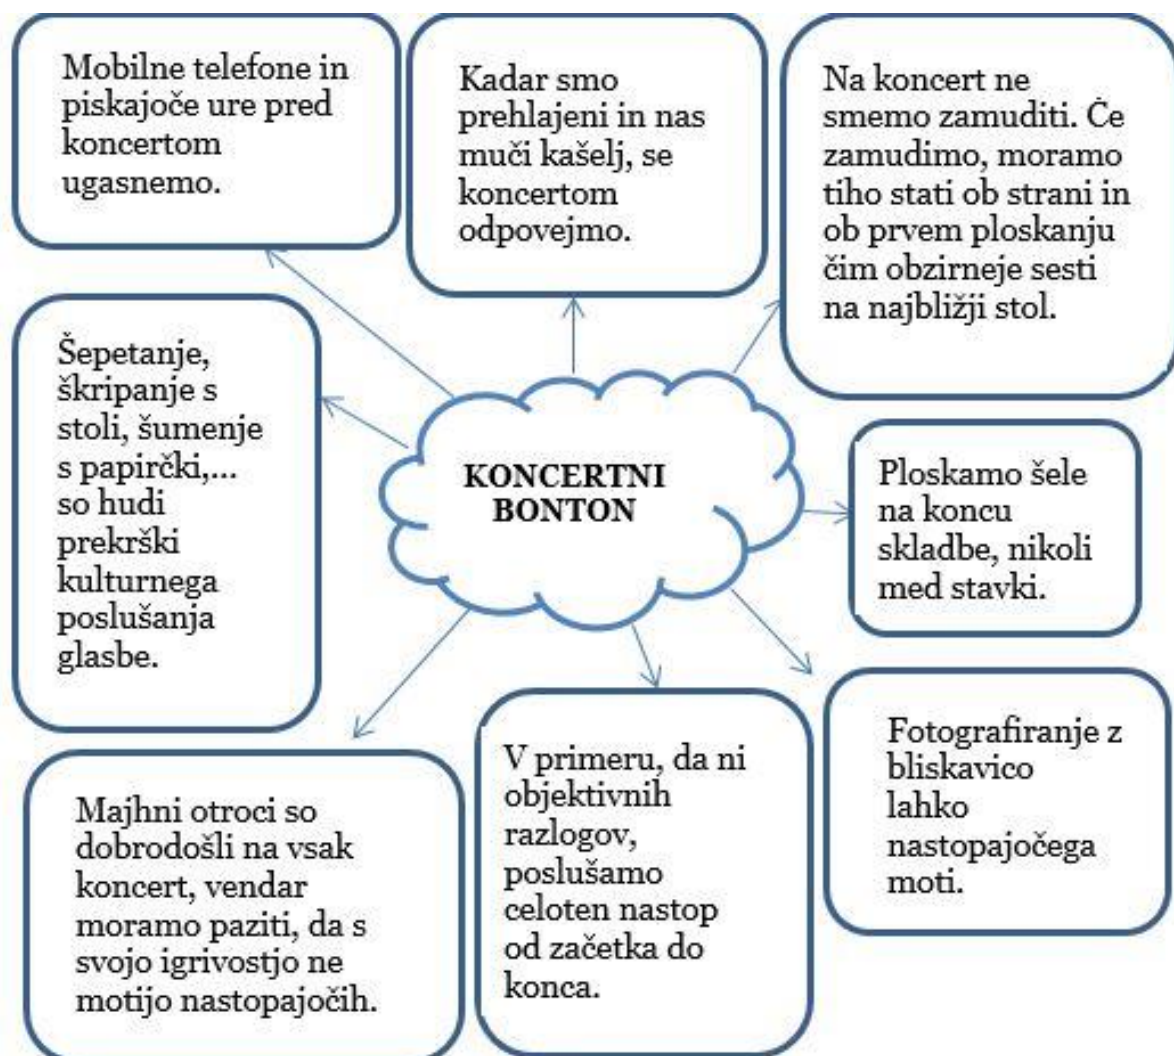 Mobilne telefone in
piskajoče ure pred
koncertom
ugasnemo.
Kadar smo
prehlajeni in nas
muči kašelj, se
koncertom
odpovejmo.
Na koncert ne
smemo zamuditi. Če
zamudimo, moramo
tiho stati ob strani in
ob prvem ploskanju
čim obzirneje sesti
na najbližji stol.
Šepetanje,
škripanje s
stoli, šumenje
s papirčki,...
so hudi
prekrški
kulturnega
poslušanja
glasbe.
KONCERTNI
BONTON
Ploskamo šele
na koncu
skladbe, nikoli
med stavki.
Majhni otroci so
dobrodošli na vsak
koncert, vendar
moramo paziti, da s
svojo igrivostjo ne
motijo nastopajočih.
V primeru, da ni
objektivnih
razlogov,
poslušamo
celoten nastop
od začetka do
konca.
Fotografiranje z
bliskavico
lahko
nastopajočega
moti.